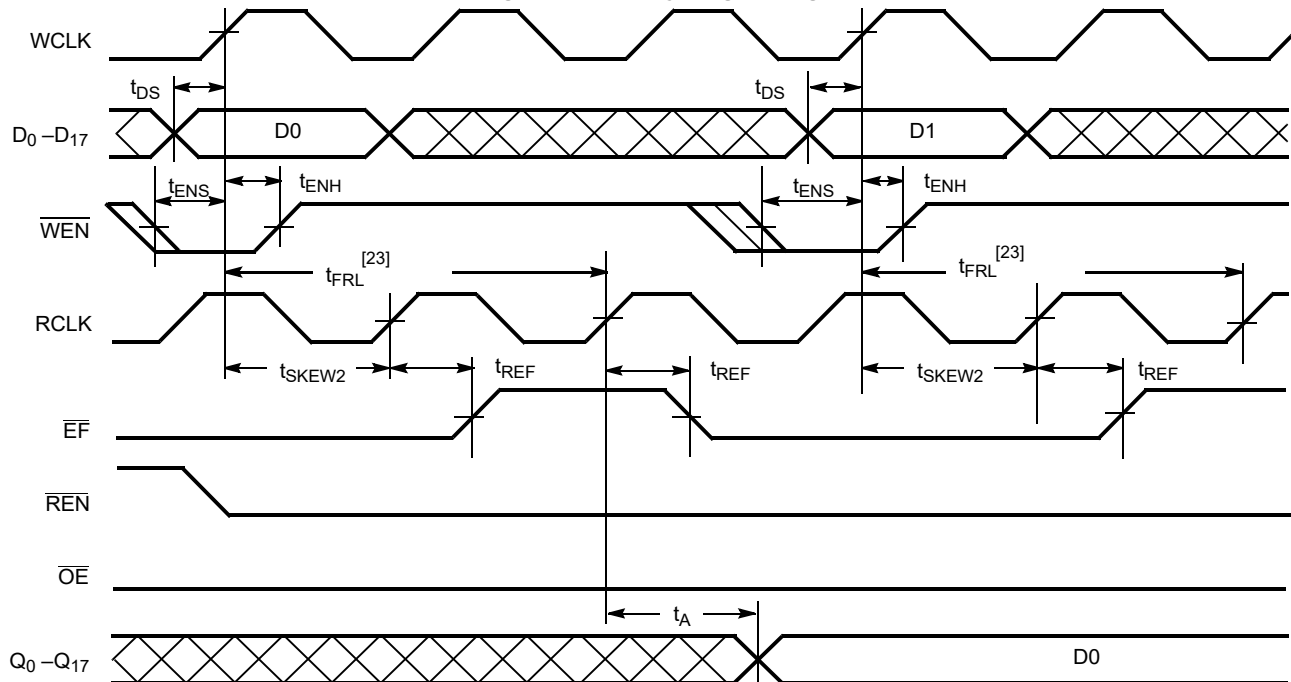 WCLK
tDS tDS
D0 –D17 D0 D1
tENS tENH tENS tENH
WEN
tFRL[23] tFRL[23]
RCLK
tSKEW2 tREF tREF tSKEW2 tREF
EF
REN
OE
tA
Q0 –Q17 D0